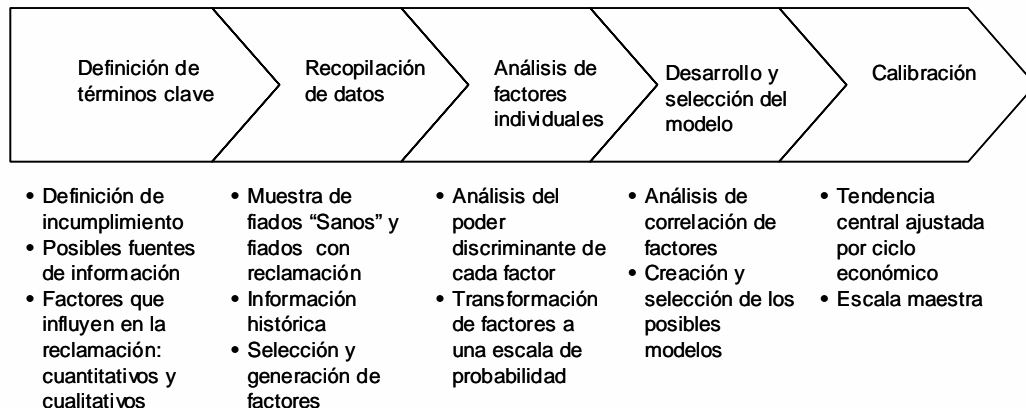 Definición de
términos clave
Recopilación
de datos
Análisis de
factores
individuales
Desarrollo y
selección del
modelo
Calibración
• Definición de
incumplimiento
• Posibles fuentes
de información
• Factores que
influyen en la
reclamación:
cuantitativos y
cualitativos
• Muestra de
fiados “Sanos” y
fiados con
reclamación
• Información
histórica
• Selección y
generación de
factores
• Análisis del
poder
discriminante de
cada factor
• Transformación
de factores a
una escala de
probabilidad
• Análisis de
correlación de
factores
• Creación y
selección de los
posibles
modelos
• Tendencia
central ajustada
por ciclo
económico
• Escala maestra